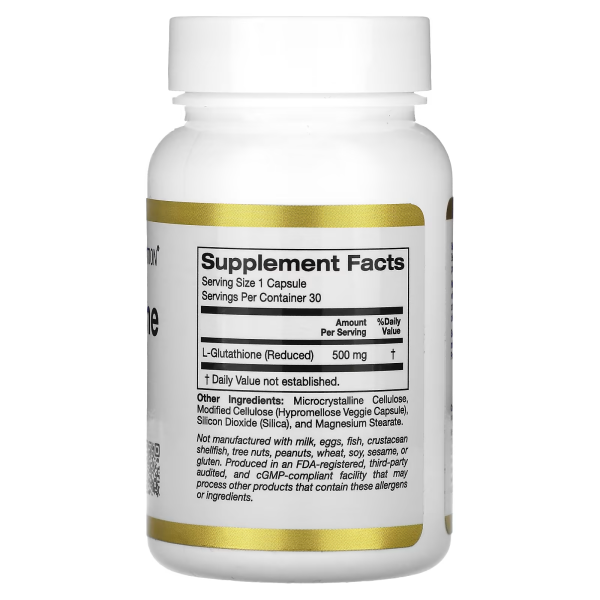 Supplement Facts
Serving Size 1 Capsule
Servings Per Container 30
Amount Per Serving %Daily Value
L-Glutathione (Reduced) 500 mg †
† Daily Value not established.
Other Ingredients: Microcrystalline Cellulose,
Modified Cellulose (Hypromellose Veggie Capsule),
Silicon Dioxide (Silica), and Magnesium Stearate.
Not manufactured with milk, eggs, fish, crustacean
shellfish, tree nuts, peanuts, wheat, soy, sesame, or
gluten. Produced in an FDA-registered, third-party
audited, and cGMP-compliant facility that may
process other products that contain these allergens
or ingredients.